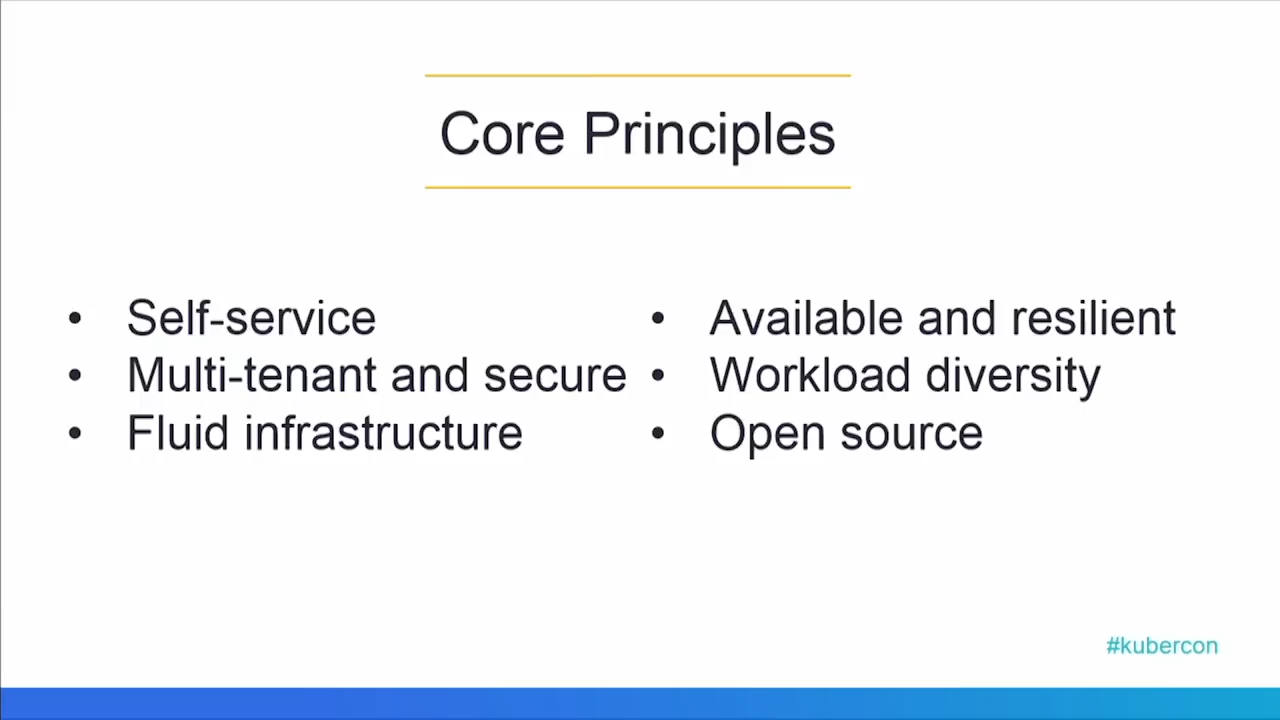 Core Principles
• Self-service
• Multi-tenant and secure
• Fluid infrastructure
• Available and resilient
• Workload diversity
• Open source
#kubercon